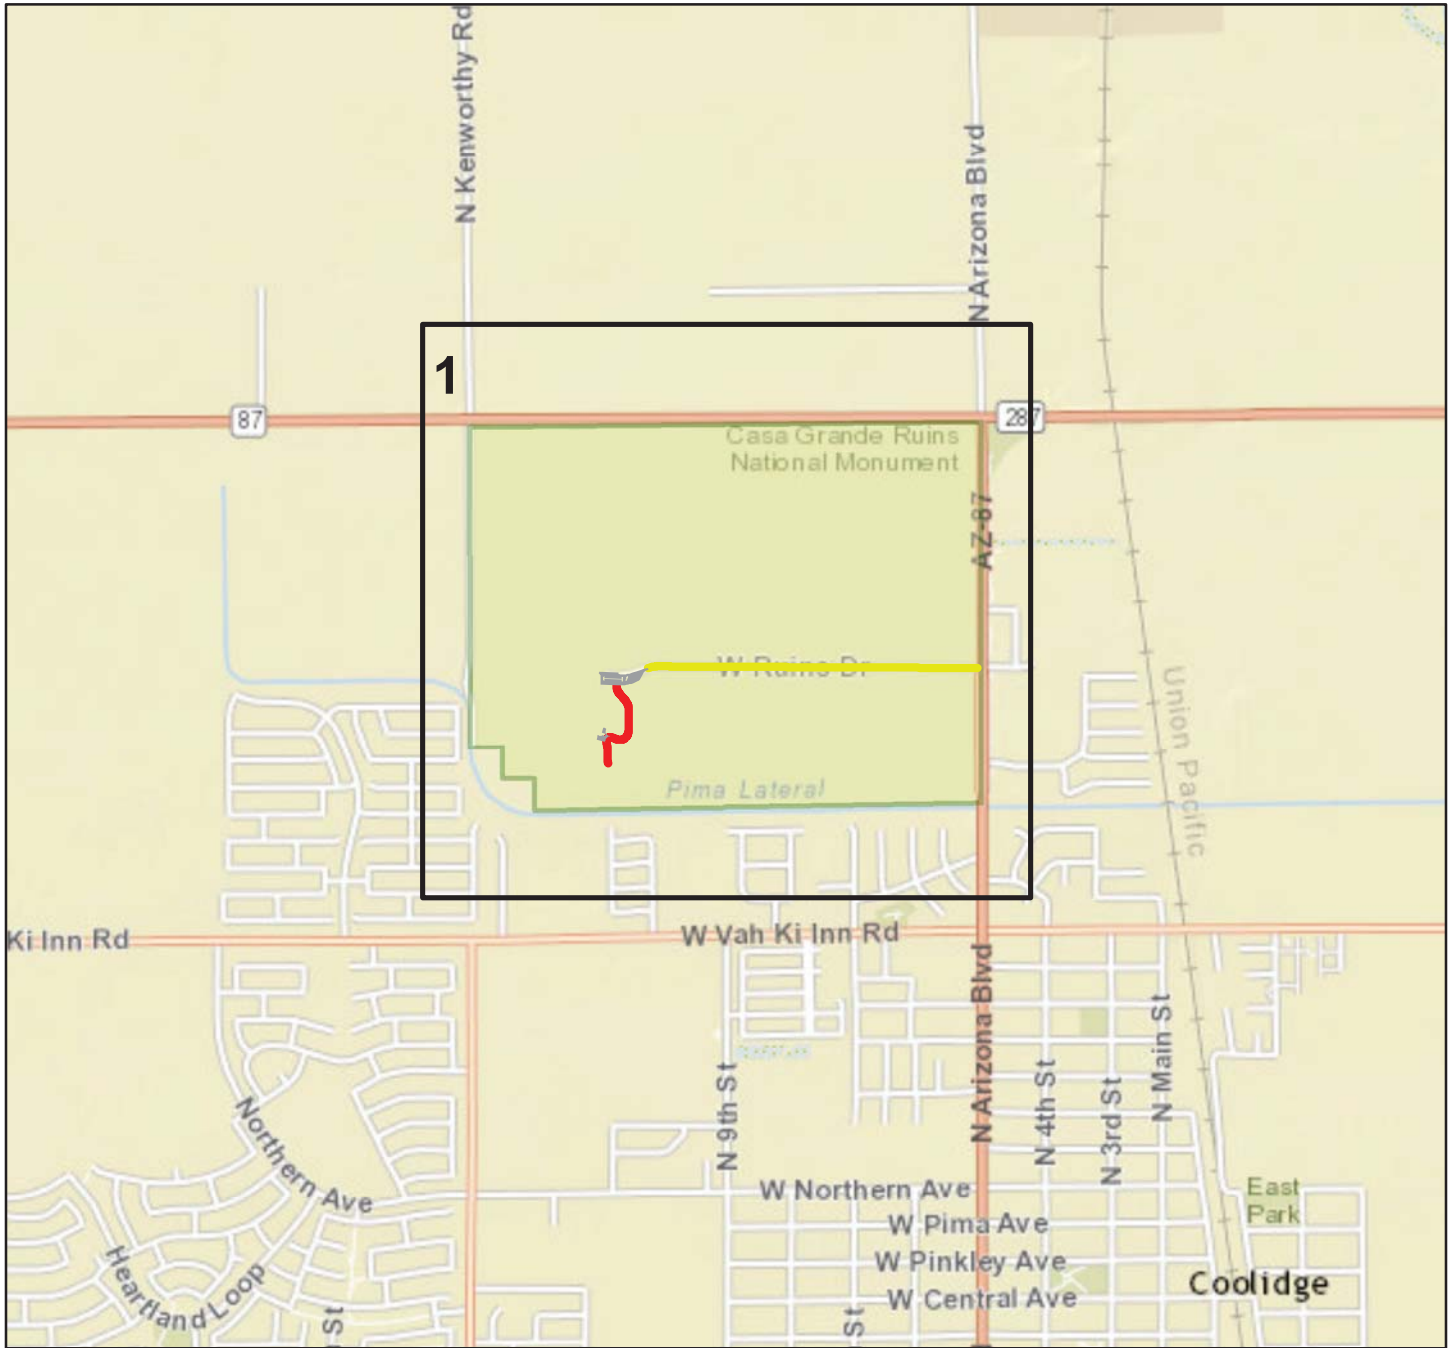 N Kenworthy Rd
N Arizona Blvd
1
87
287
Casa Grande Ruins
National Monument
AZ-87
W Ruins Dr
Union Pacific
Pima Lateral
Ki Inn Rd
W Vah Ki Inn Rd
N Arizona Blvd
N 9th St
N 4th St
N 3rd St
N Main St
Northern Ave
W Northern Ave
East
Park
W Pima Ave
W Pinkley Ave
Coolidge
W Central Ave
Heartland Loop
St
St